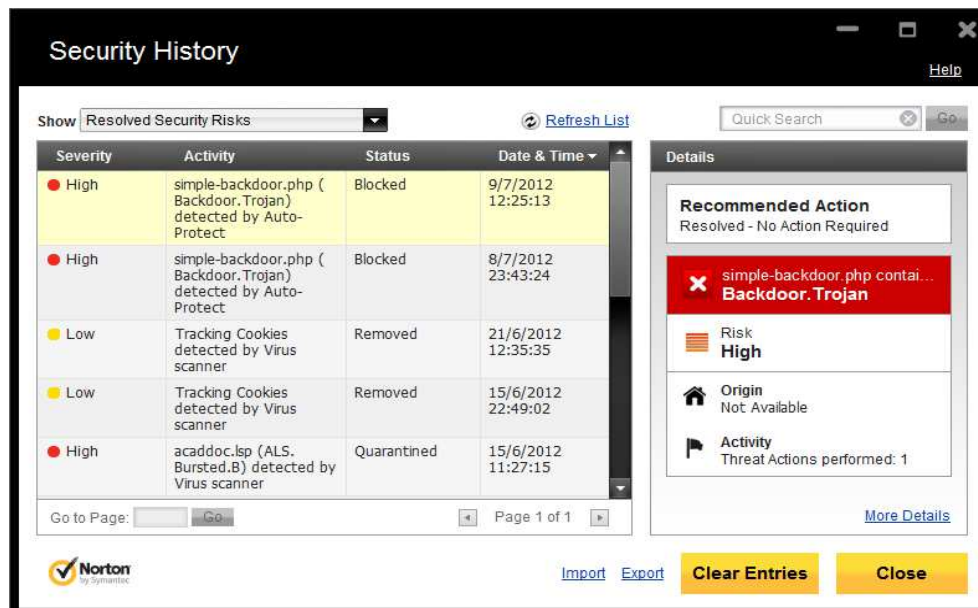 Security History
Help
Show Resolved Security Risks
Refresh List
Quick Search
Go
Severity Activity Status Date & Time
High
simple-backdoor.php (
Backdoor.Trojan)
detected by Auto-
Protect
Blocked
9/7/2012
12:25:13
High
simple-backdoor.php (
Backdoor.Trojan)
detected by Auto-
Protect
Blocked
8/7/2012
23:43:24
Low
Tracking Cookies
detected by Virus
scanner
Removed
21/6/2012
12:35:35
Low
Tracking Cookies
detected by Virus
scanner
Removed
15/6/2012
22:49:02
High
acaddoc.lsp (ALS.
Bursted.B) detected by
Virus scanner
Quarantined
15/6/2012
11:27:15
Go to Page:
Go
Page 1 of 1
Details
Recommended Action
Resolved - No Action Required
simple-backdoor.php contai...
Backdoor.Trojan
Risk
High
Origin
Not Available
Activity
Threat Actions performed: 1
More Details
Norton
by Symantec
Import
Export
Clear Entries
Close